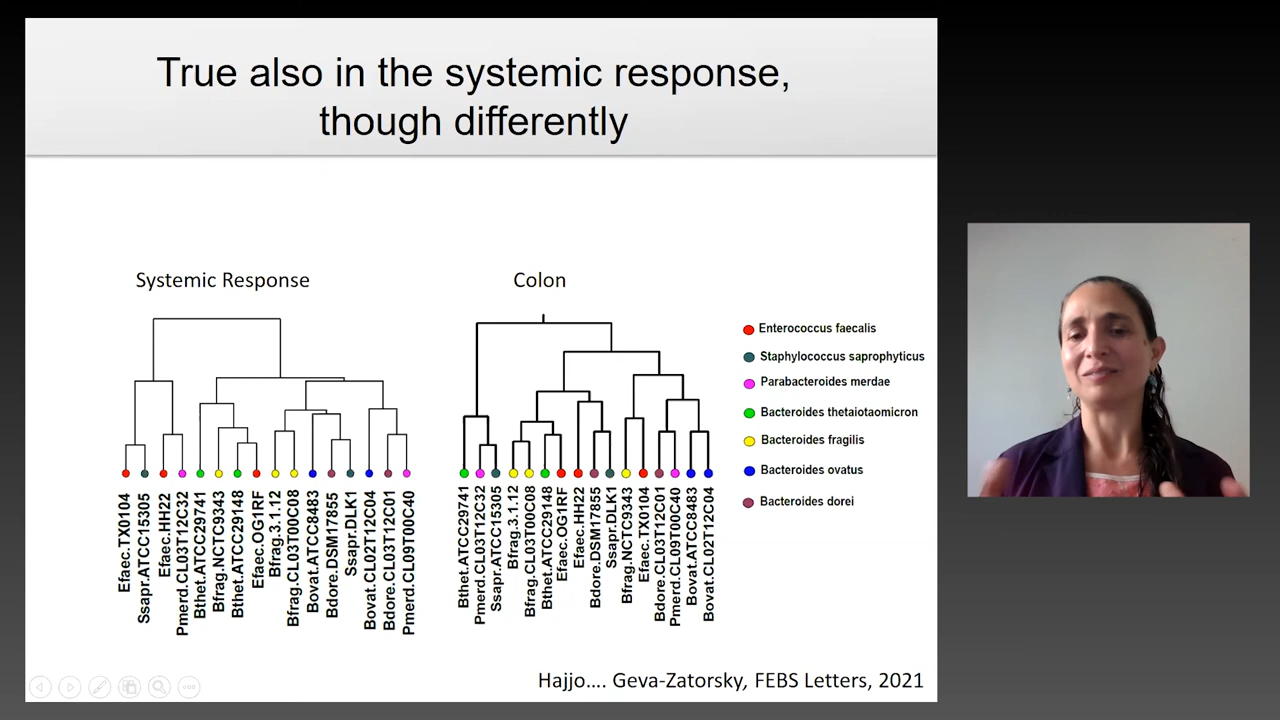 True also in the systemic response,
though differently
Systemic Response
Colon
Enterococcus faecalis
Staphylococcus saprophyticus
Parabacteroides merdae
Bacteroides thetaiotaomicron
Bacteroides fragilis
Bacteroides ovatus
Bacteroides dorei
Efaec.TX0104
Ssapr.ATCC15305
Efaec.HH22
Pmerd.CL03T12C32
Bthet.ATCC29741
Bfrag.NCTC9343
Bthet.ATCC29148
Efaec.OG1RF
Bfrag.3.1.12
Bfrag.CL03T00C08
Bovat.ATCC8483
Bdore.DSM17855
Ssapr.DLK1
Bovat.CL02T12C04
Bdore.CL03T12C01
Pmerd.CL09T00C40
Bthet.ATCC29741
Pmerd.CL03T12C32
Ssapr.ATCC15305
Bfrag.3.1.12
Bfrag.CL03T00C08
Bthet.ATCC29148
Efaec.OG1RF
Efaec.HH22
Bdore.DSM17855
Ssapr.DLK1
Bfrag.NCTC9343
Efaec.TX0104
Bdore.CL03T12C01
Pmerd.CL09T00C40
Bovat.ATCC8483
Bovat.CL02T12C04
Hajjo.... Geva-Zatorsky, FEBS Letters, 2021